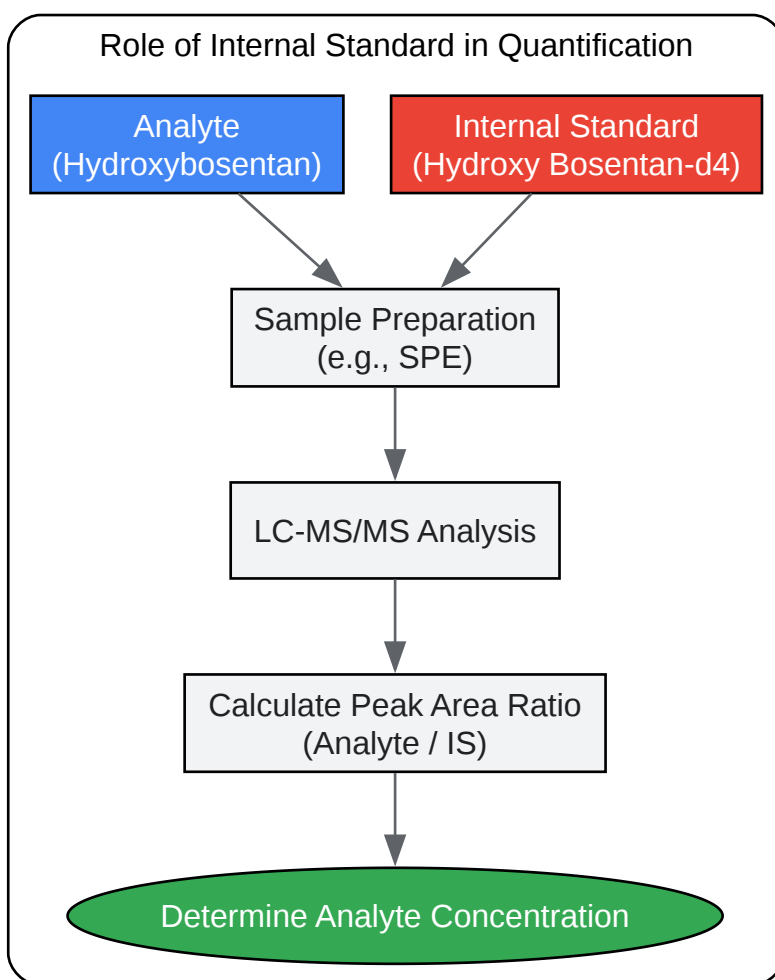 Role of Internal Standard in Quantification
Analyte
(Hydroxybosentan)
Internal Standard
(Hydroxy Bosentan-d4)
Sample Preparation
(e.g., SPE)
LC-MS/MS Analysis
Calculate Peak Area Ratio
(Analyte / IS)
Determine Analyte Concentration